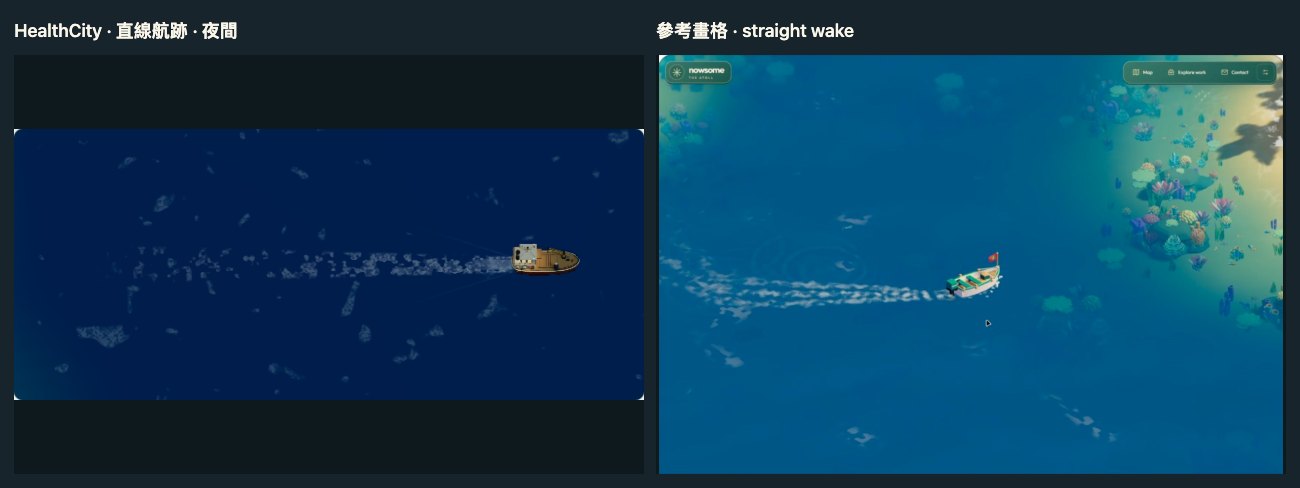 HealthCity · 直線航跡 · 夜間
參考畫格 · straight wake
nowsome
THE ATOLL
Map
Explore work
Contact